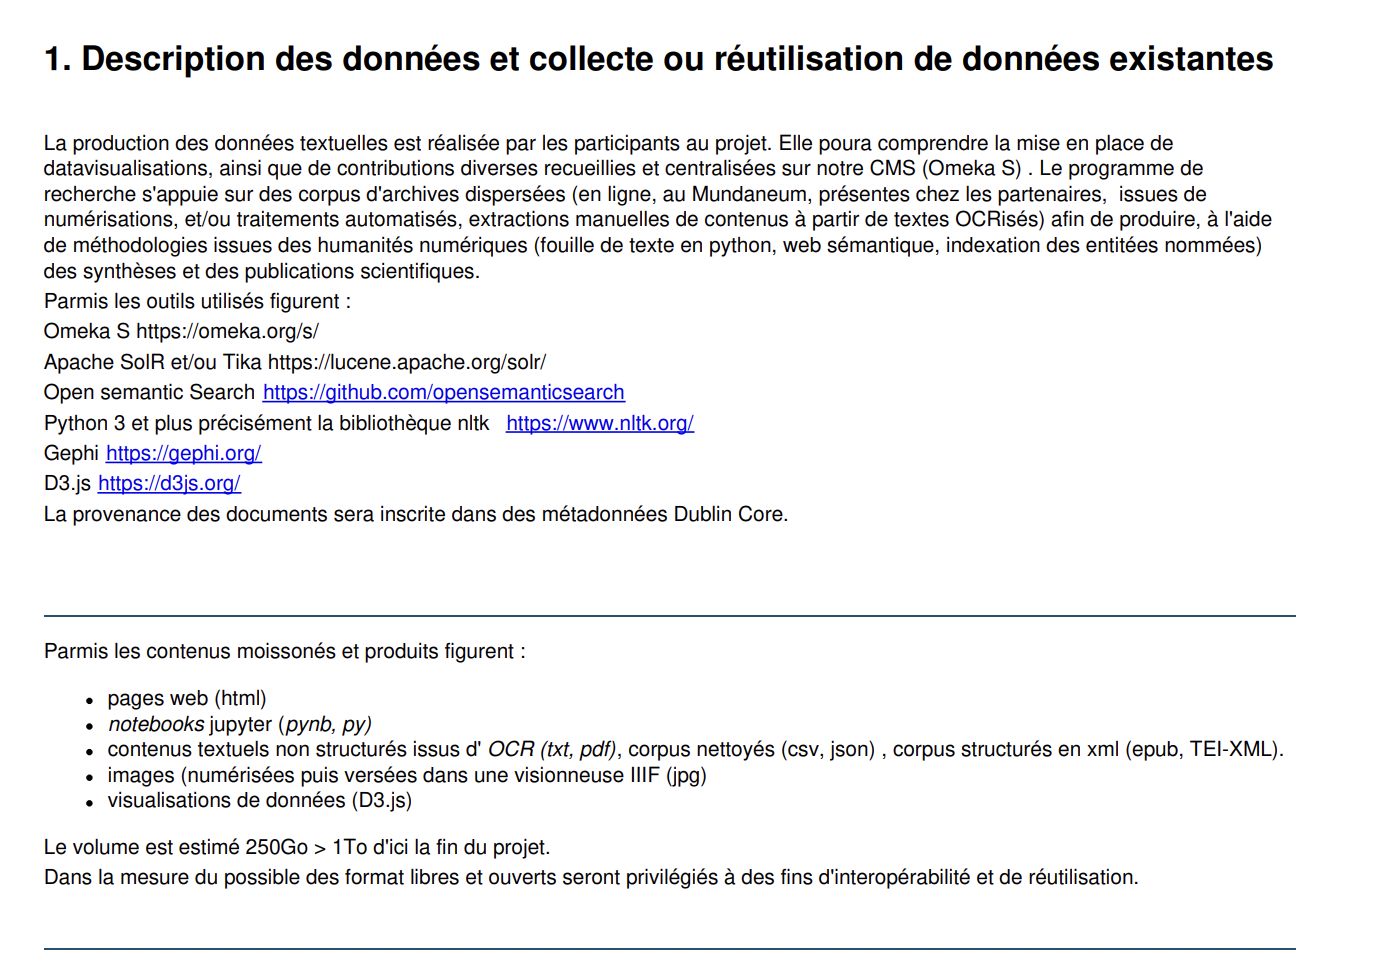 1. Description des données et collecte ou réutilisation de données existantes
La production des données textuelles est réalisée par les participants au projet. Elle poura comprendre la mise en place de
datavisualisations, ainsi que de contributions diverses recueillies et centralisées sur notre CMS (Omeka S) . Le programme de
recherche s'appuie sur des corpus d'archives dispersées (en ligne, au Mundaneum, présentes chez les partenaires,  issues de
numérisations, et/ou traitements automatisés, extractions manuelles de contenus à partir de textes OCRisés) afin de produire, à l'aide
de méthodologies issues des humanités numériques (fouille de texte en python, web sémantique, indexation des entitées nommées)
des synthèses et des publications scientifiques.
Parmis les outils utilisés figurent :
Omeka S https://omeka.org/s/
Apache SolR et/ou Tika https://lucene.apache.org/solr/
Open semantic Search https://github.com/opensemanticsearch
Python 3 et plus précisément la bibliothèque nltk   https://www.nltk.org/
Gephi https://gephi.org/
D3.js https://d3js.org/
La provenance des documents sera inscrite dans des métadonnées Dublin Core.
Parmis les contenus moissonés et produits figurent :
• pages web (html)
• notebooks jupyter (pynb, py)
• contenus textuels non structurés issus d' OCR (txt, pdf), corpus nettoyés (csv, json) , corpus structurés en xml (epub, TEI-XML).
• images (numérisées puis versées dans une visionneuse IIIF (jpg)
• visualisations de données (D3.js)
Le volume est estimé 250Go > 1To d'ici la fin du projet.
Dans la mesure du possible des format libres et ouverts seront privilégiés à des fins d'interopérabilité et de réutilisation.